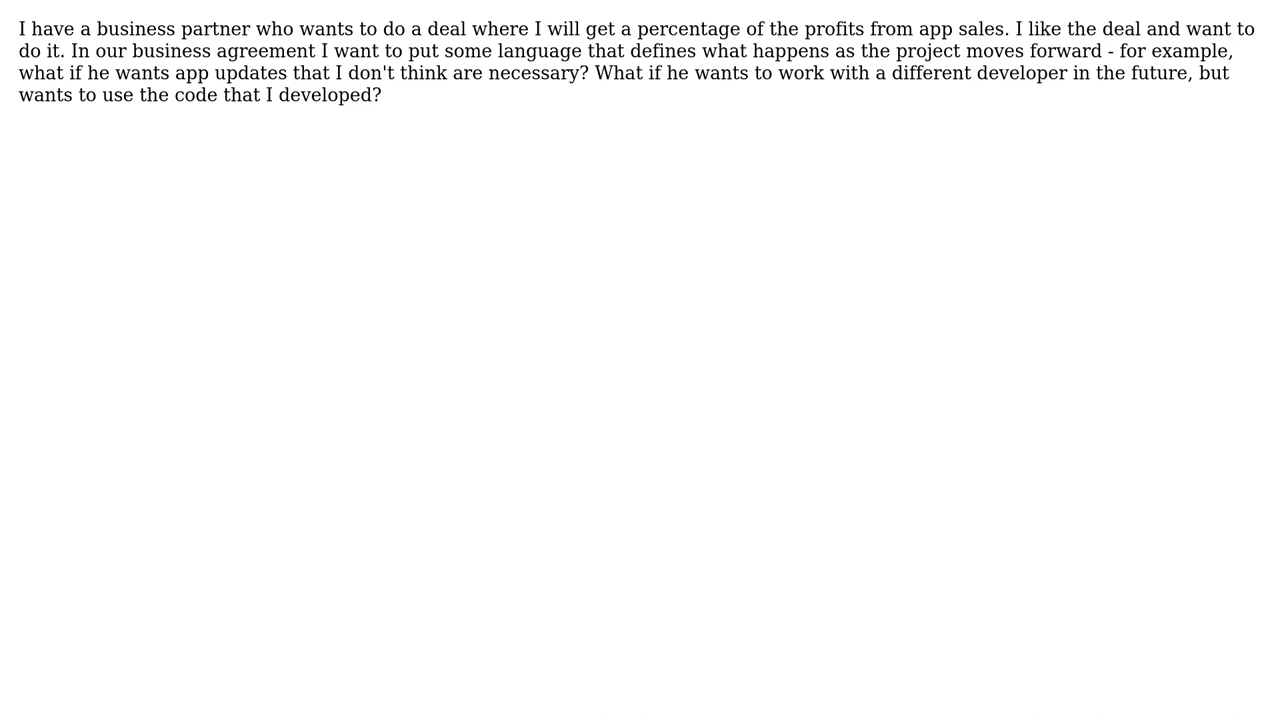 I have a business partner who wants to do a deal where I will get a percentage of the profits from app sales. I like the deal and want to
do it. In our business agreement I want to put some language that defines what happens as the project moves forward - for example,
what if he wants app updates that I don't think are necessary? What if he wants to work with a different developer in the future, but
wants to use the code that I developed?